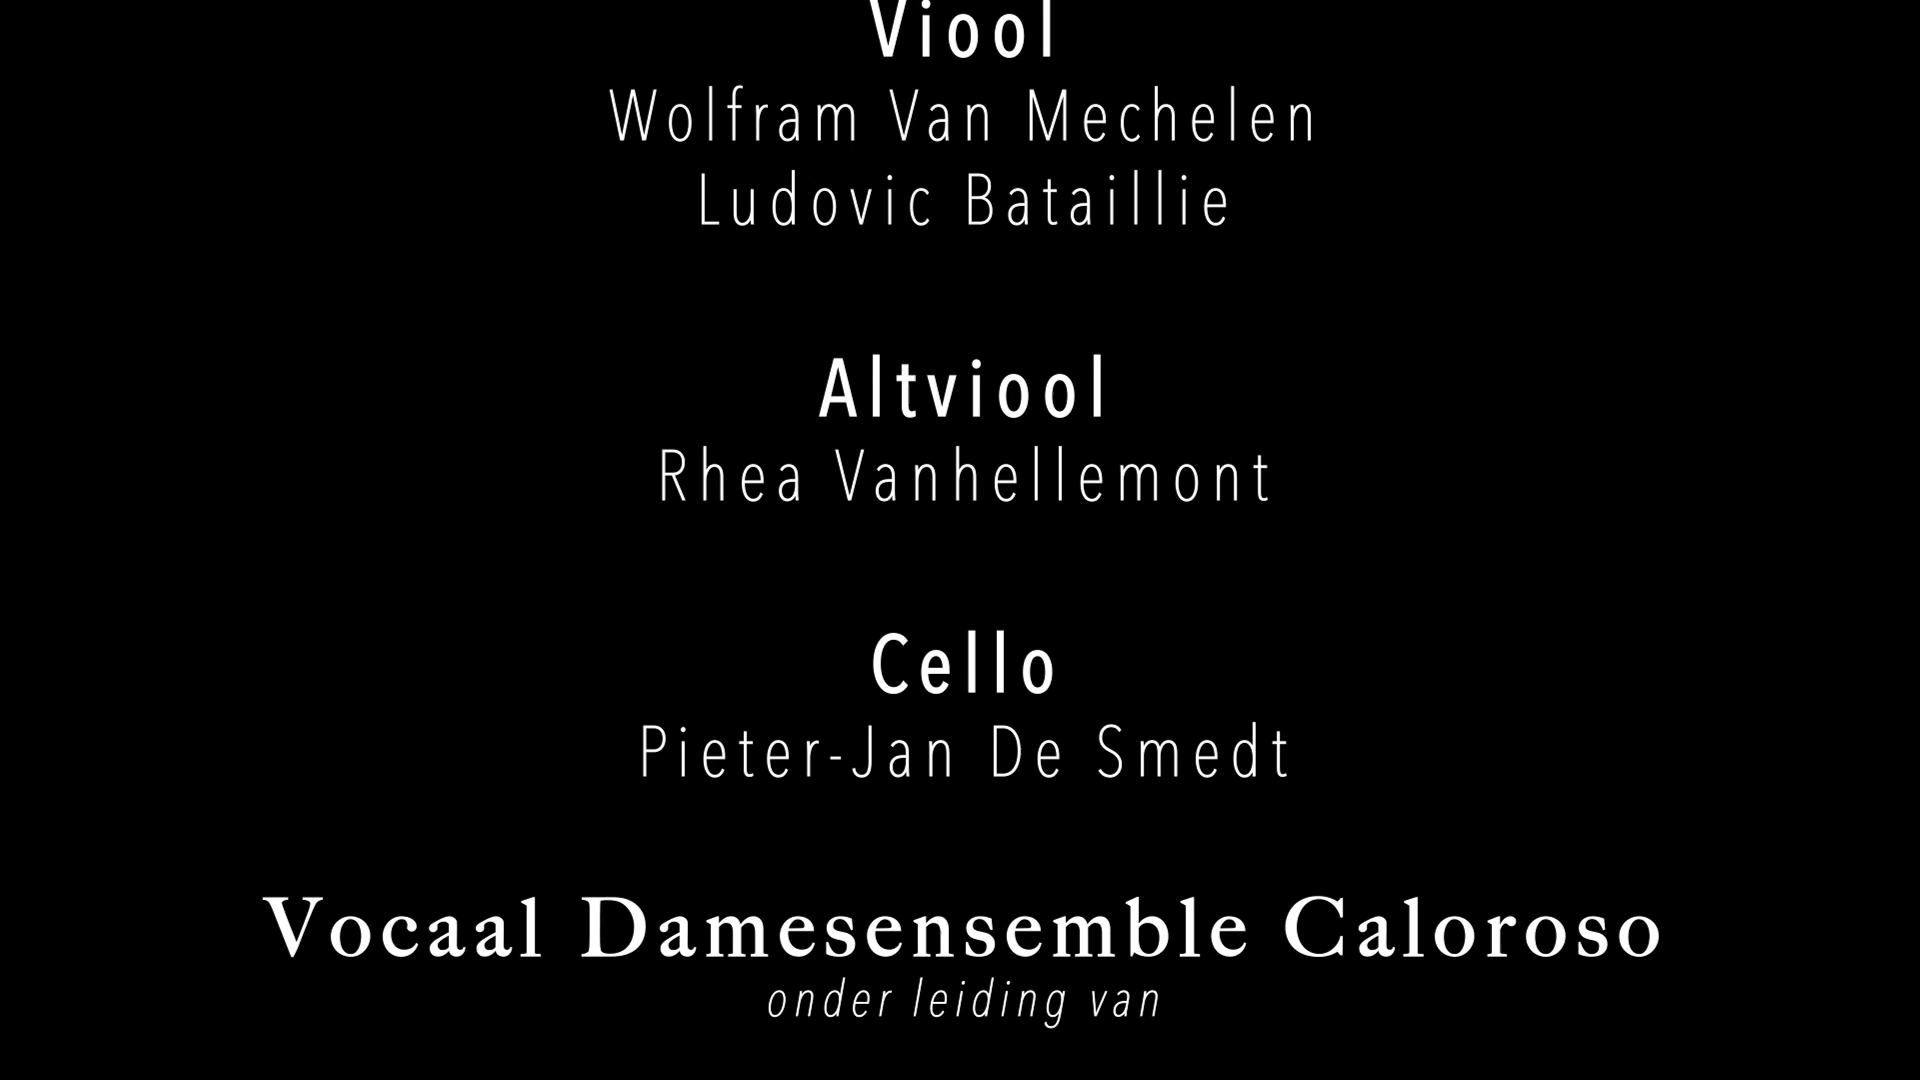 Viool
Wolfram Van Mechelen
Ludovic Bataillie
Altviool
Rhea Vanhellemont
Cello
Pieter-Jan De Smedt
Vocaal Damesensemble Caloroso
onder leiding van